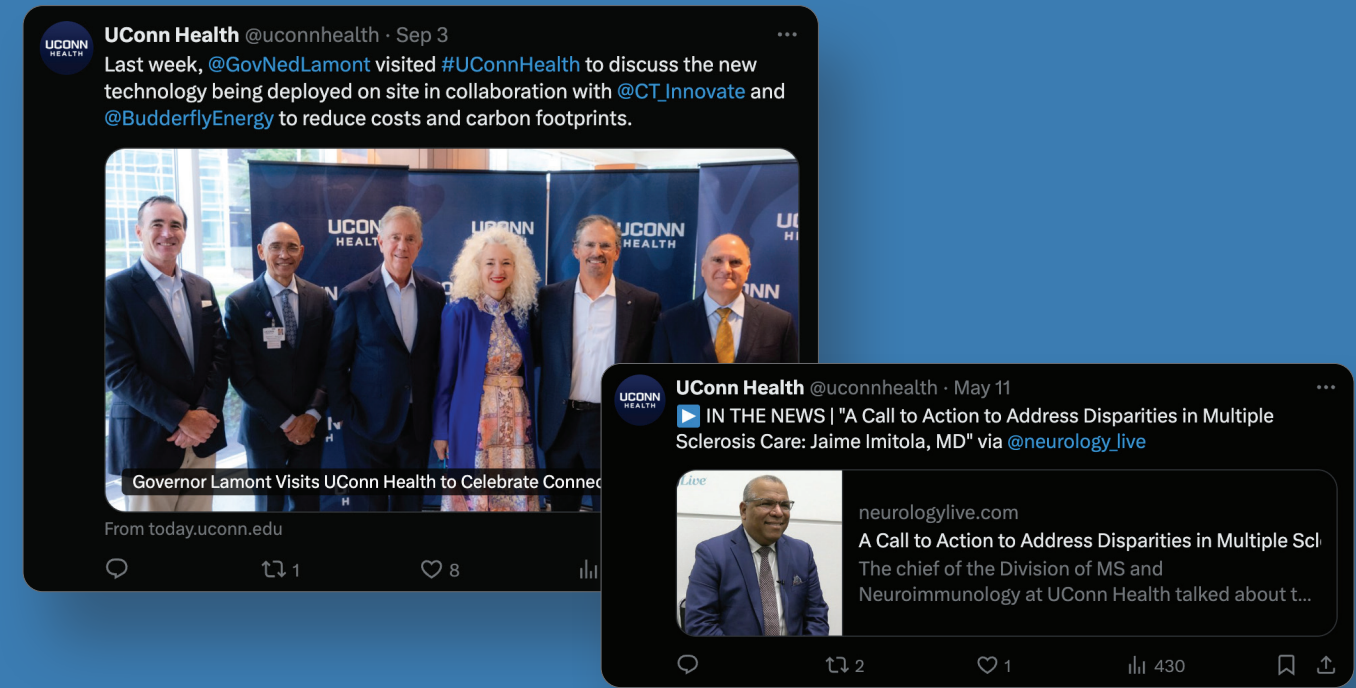 UCONN
HEALTH
UConn Health @uconnhealth · Sep 3
Last week, @GovNedLamont visited #UConnHealth to discuss the new
technology being deployed on site in collaboration with @CT_Innovate and
@BudderflyEnergy to reduce costs and carbon footprints.
UCONN
HEALTH
UCONN
UCONN
HEALTH
Governor Lamont Visits UConn Health to Celebrate
From today.uconn.edu
1
8
UCONN
HEALTH
UConn Health @uconnhealth · May 11
IN THE NEWS | "A Call to Action to Address Disparities in Multiple
Sclerosis Care: Jaime Imitola, MD" via @neurology_live
Live
neurologylive.com
A Call to Action to Address Disparities in Multiple Scl
The chief of the Division of MS and
Neuroimmunology at UConn Health talked about t...
2
1
430